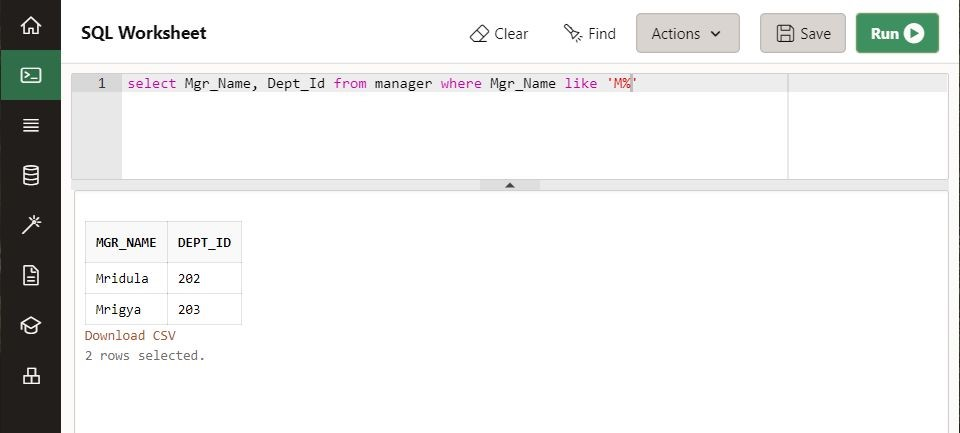 SQL Worksheet Clear Find Actions Save Run
1 select Mgr_Name, Dept_Id from manager where Mgr_Name like 'M%'
MGR_NAME DEPT_ID
Mridula 202
Mrigya 203
Download CSV
2 rows selected.